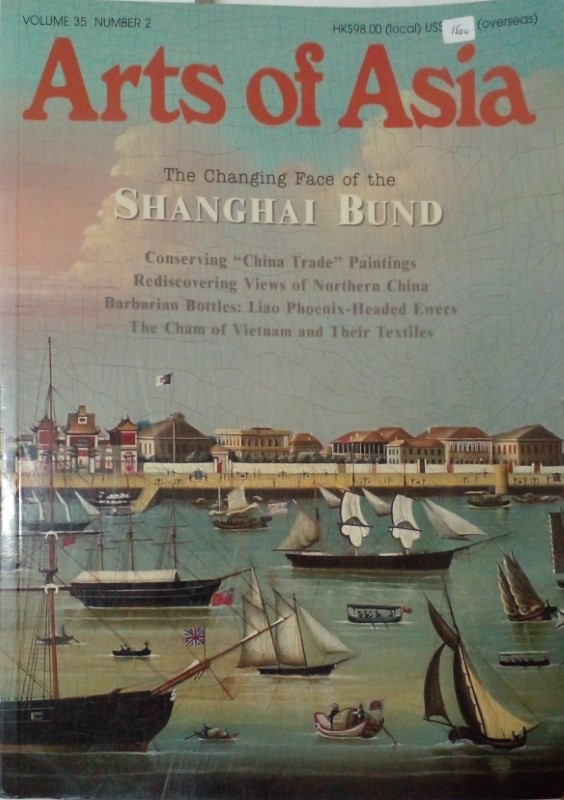 VOLUME 35 NUMBER 2
HK$98.00 (local) US$ (overseas)
Arts of Asia
The Changing Face of the
SHANGHAI BUND
Conserving "China Trade" Paintings
Rediscovering Views of Northern China
Barbarian Bottles: Liao Phoenix-Headed Ewers
The Cham of Vietnam and Their Textiles